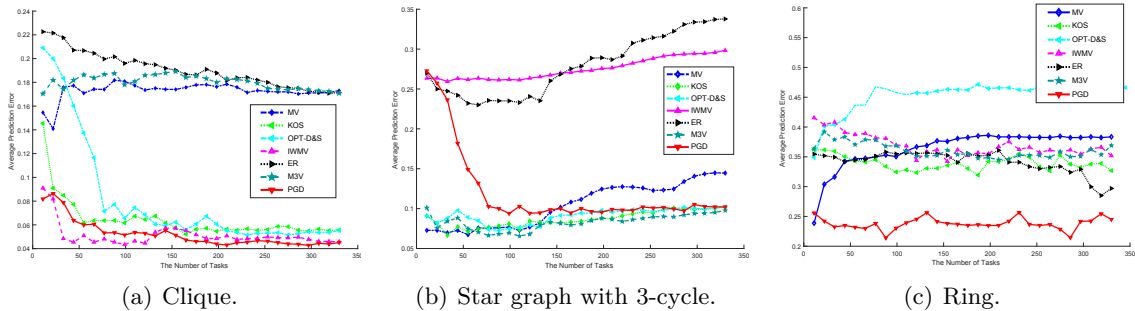 0.24
0.22
0.2
0.18
0.16
0.14
0.12
0.1
0.08
0.06
0.04
Average Prediction Error
0 50 100 150 200 250 300 350
The Number of Tasks
MV
KOS
OPT-D&S
IWMV
ER
M3V
PGD
(a) Clique.
0.35
0.3
0.25
0.2
0.15
0.1
0.05
Average Prediction Error
0 50 100 150 200 250 300 350
The Number of Tasks
MV
KOS
OPT-D&S
IWMV
ER
M3V
PGD
(b) Star graph with 3-cycle.
0.6
0.55
0.5
0.45
0.4
0.35
0.3
0.25
0.2
Average Prediction Error
0 50 100 150 200 250 300 350
The Number of Tasks
MV
KOS
OPT-D&S
IWMV
ER
M3V
PGD
(c) Ring.